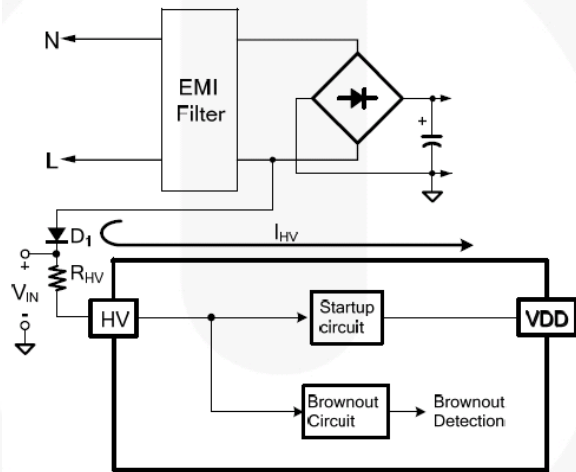 N
EMI
Filter
+
L
D1
IHV
+
RHV
VIN
-
HV
Startup
circuit
VDD
Brownout
Circuit
Brownout
Detection